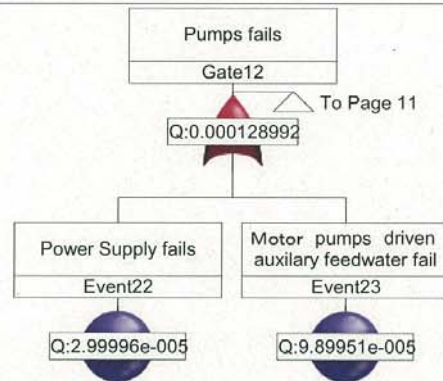 Pumps fails
Gate12
To Page 11
Q:0.000128992
Power Supply fails
Event22
Q:2.99996e-005
Motor pumps driven
auxilary feedwater fail
Event23
Q:9.89951e-005